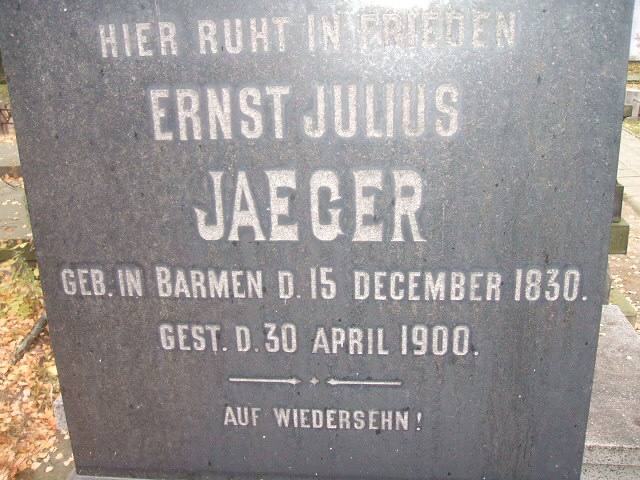 HIER RUHT IN FRIEDEN
ERNST JULIUS
JAEGER
GEB. IN BARMEN D. 15 DECEMBER 1830.
GEST. D. 30 APRIL 1900.
AUF WIEDERSEHN!